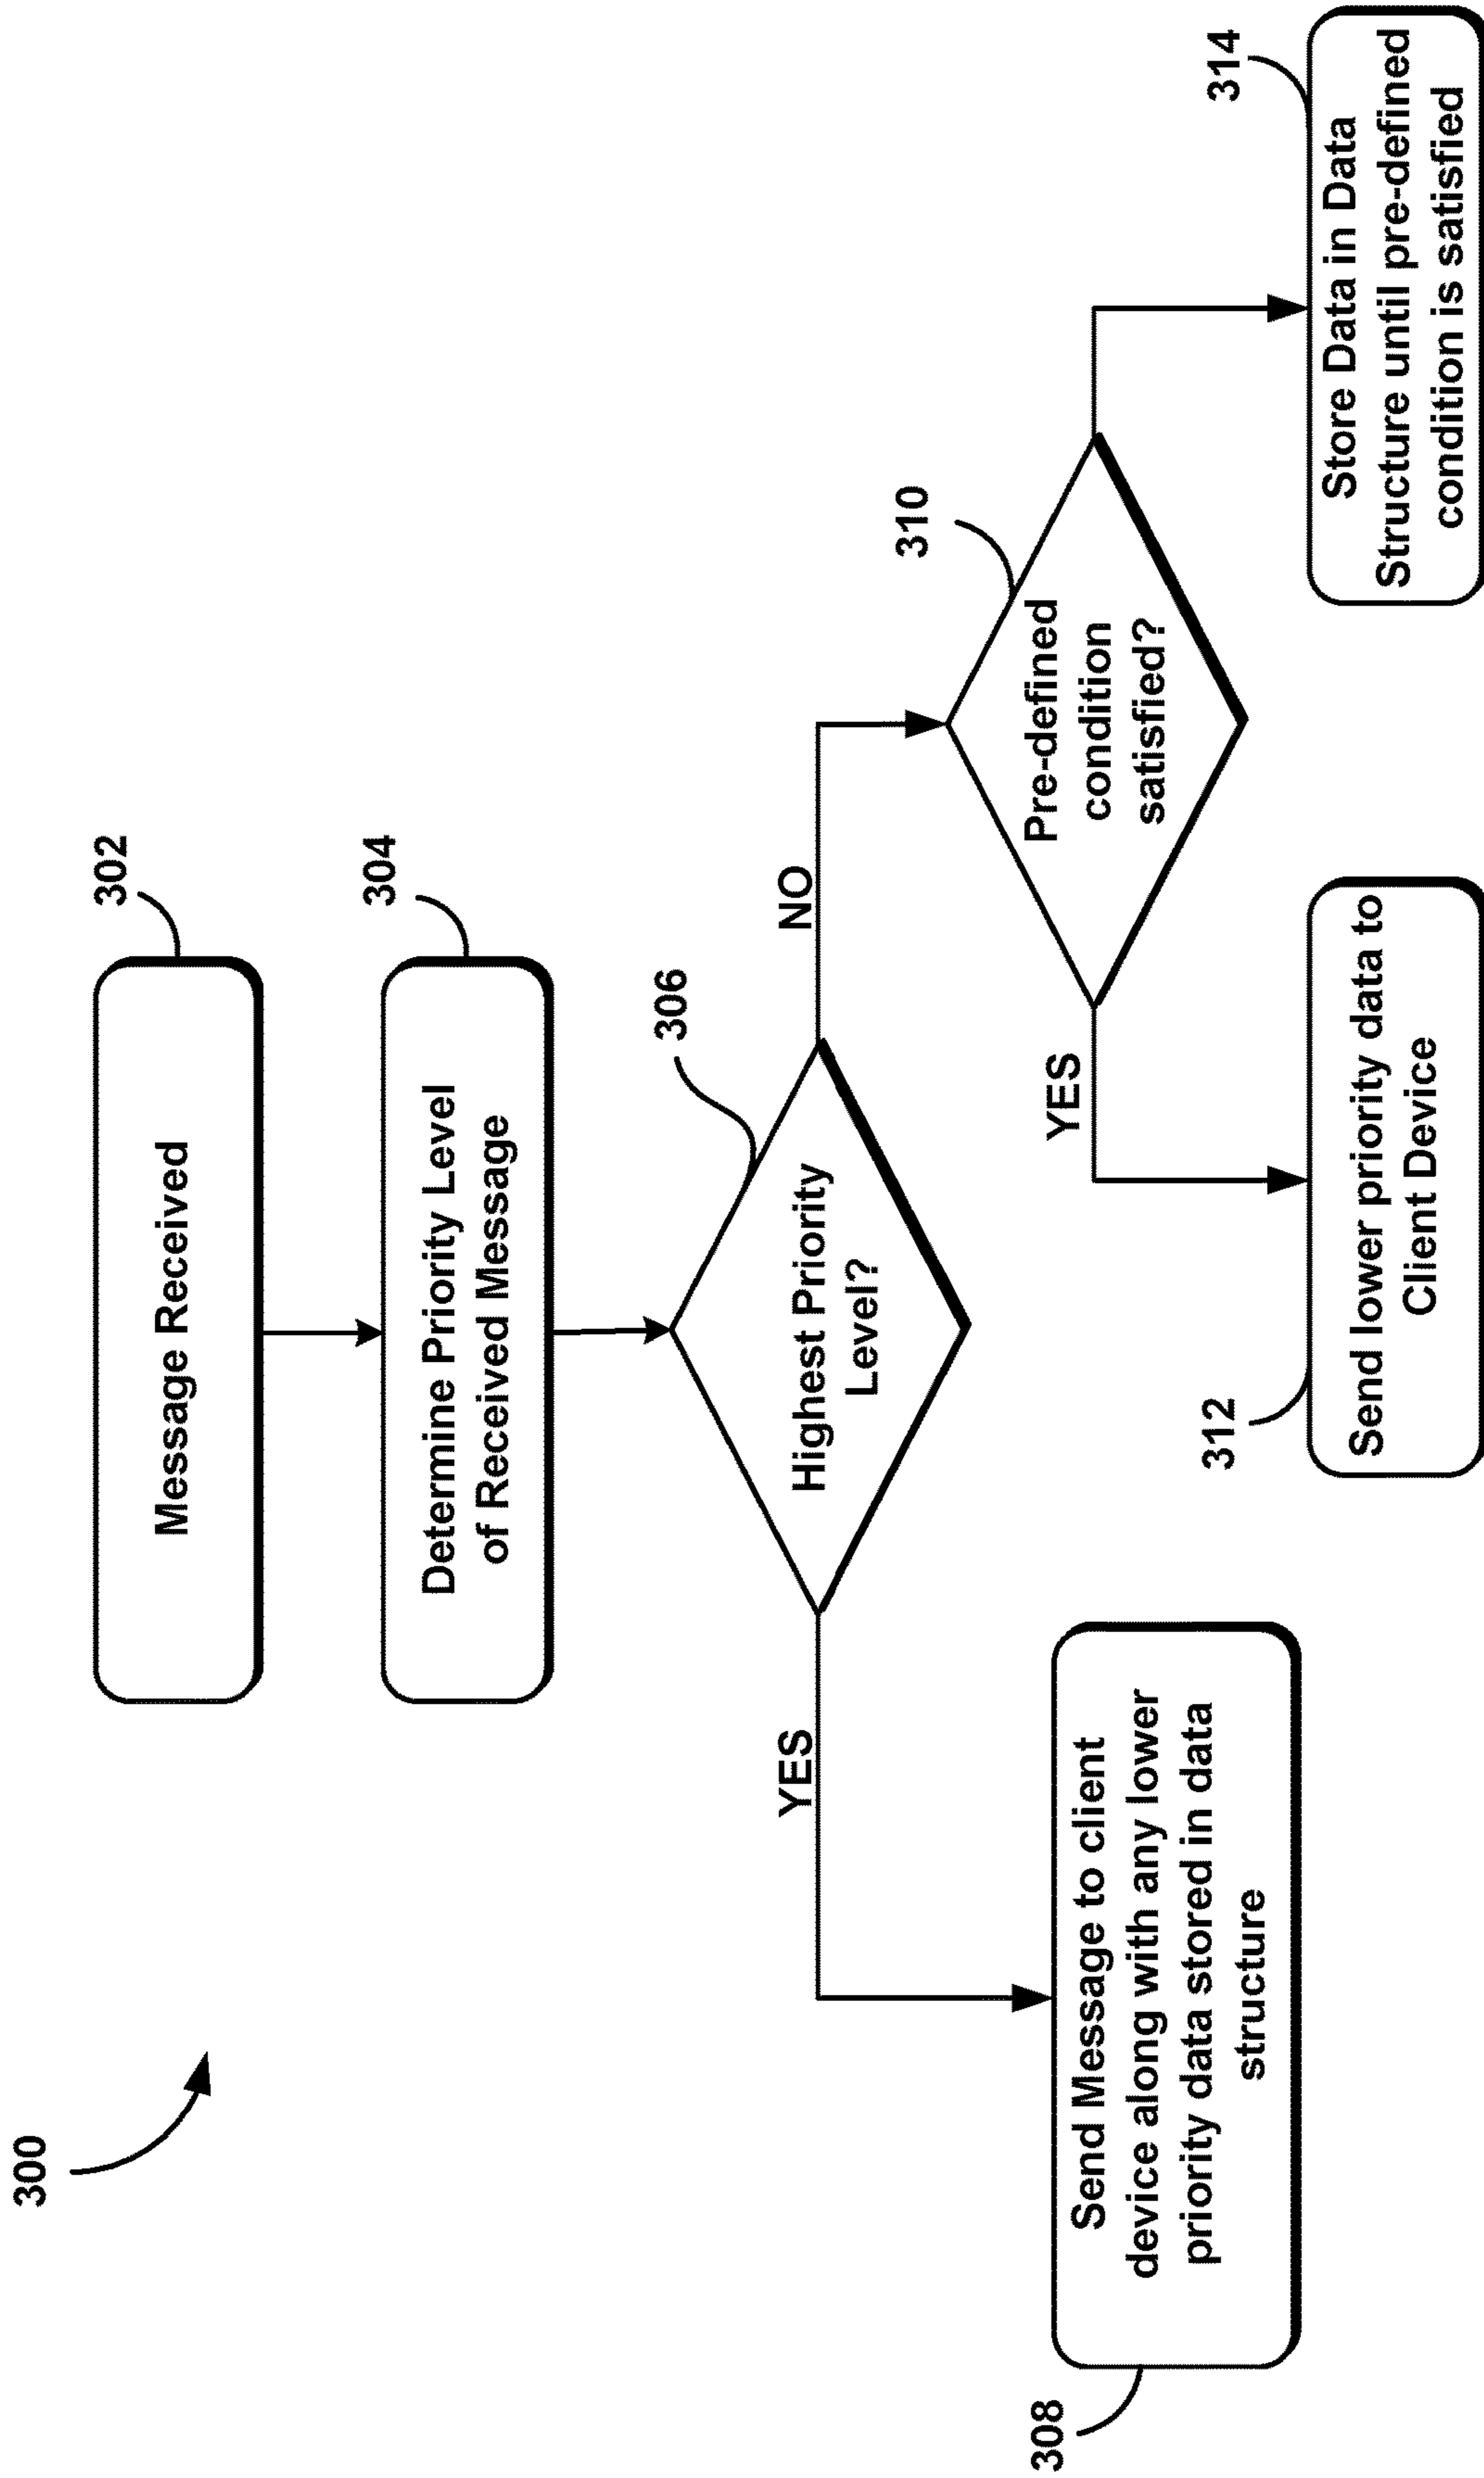 300
302
Message Received
304
Determine Priority Level
of Received Message
306
Highest Priority
Level?
YES
NO
308
Send Message to client
device along with any lower
priority data stored in data
structure
310
Pre-defined
condition
satisfied?
YES
312
Send lower priority data to
Client Device
314
Store Data in Data
Structure until pre-defined
condition is satisfied